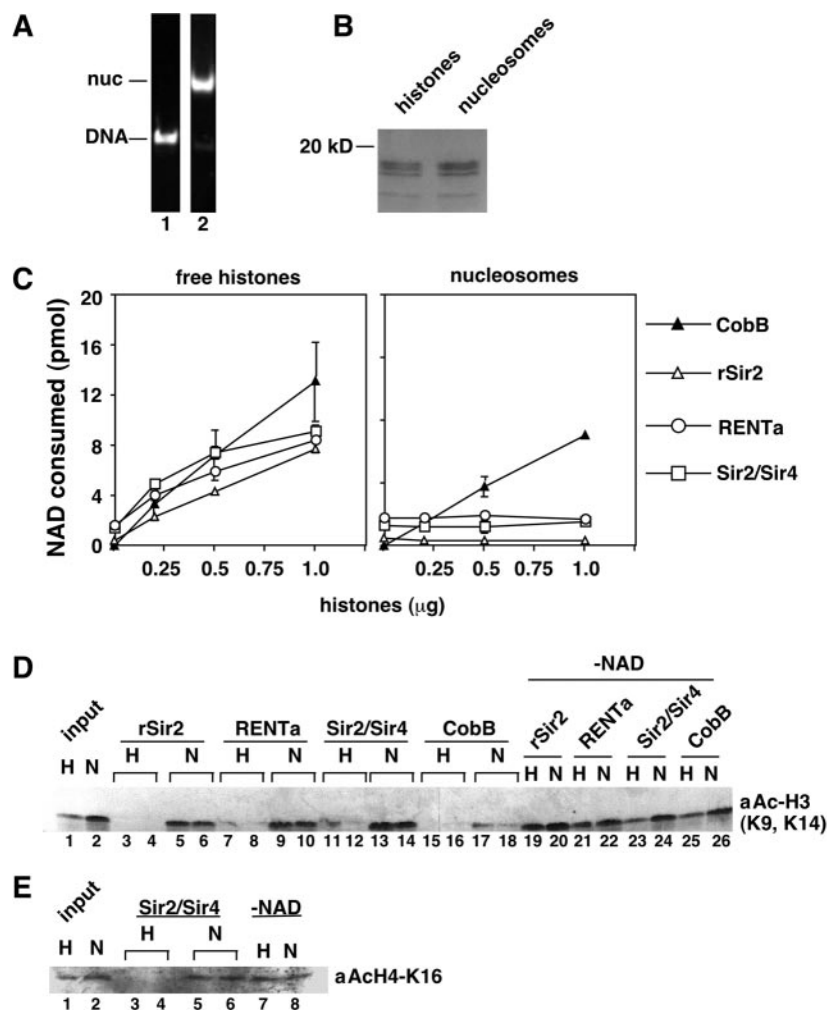 A
nuc
DNA
1 2
B
histones nucleosomes
20 kD
C
free histones nucleosomes
NAD consumed (pmol)
20
16
12
8
4
0
0.25 0.5 0.75 1.0 0.25 0.5 0.75 1.0
histones (μg)
CobB
rSir2
RENTa
Sir2/Sir4
D
-NAD
input rSir2 RENTa Sir2/Sir4 CobB rSir2 RENTa Sir2/Sir4 CobB
H N H N H N H N H N H N H N H N H N
aAc-H3
(K9, K14)
1 2 3 4 5 6 7 8 9 10 11 12 13 14 15 16 17 18 19 20 21 22 23 24 25 26
E
input Sir2/Sir4 -NAD
H N H N H N
aAcH4-K16
1 2 3 4 5 6 7 8